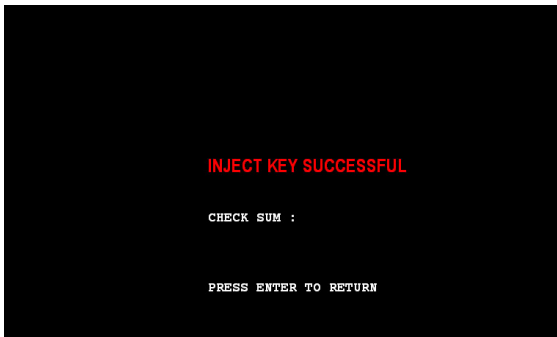 INJECT KEY SUCCESSFUL
CHECK SUM :
PRESS ENTER TO RETURN